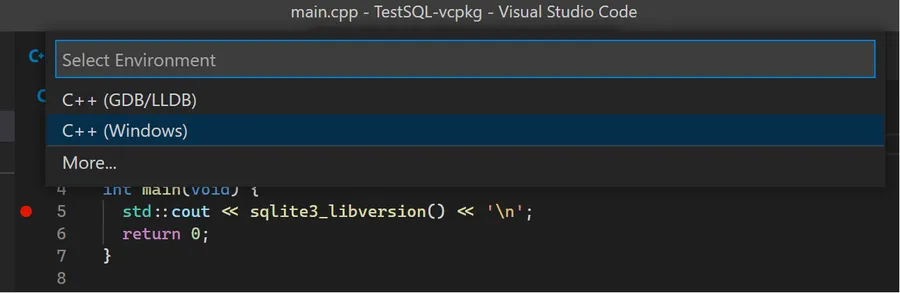 main.cpp - TestSQL-vcpkg - Visual Studio Code
Select Environment
C++ (GDB/LLDB)
C++ (Windows)
More...
4 int main(void) {
5 std::cout << sqlite3_libversion() << '\n';
6 return 0;
7 }
8